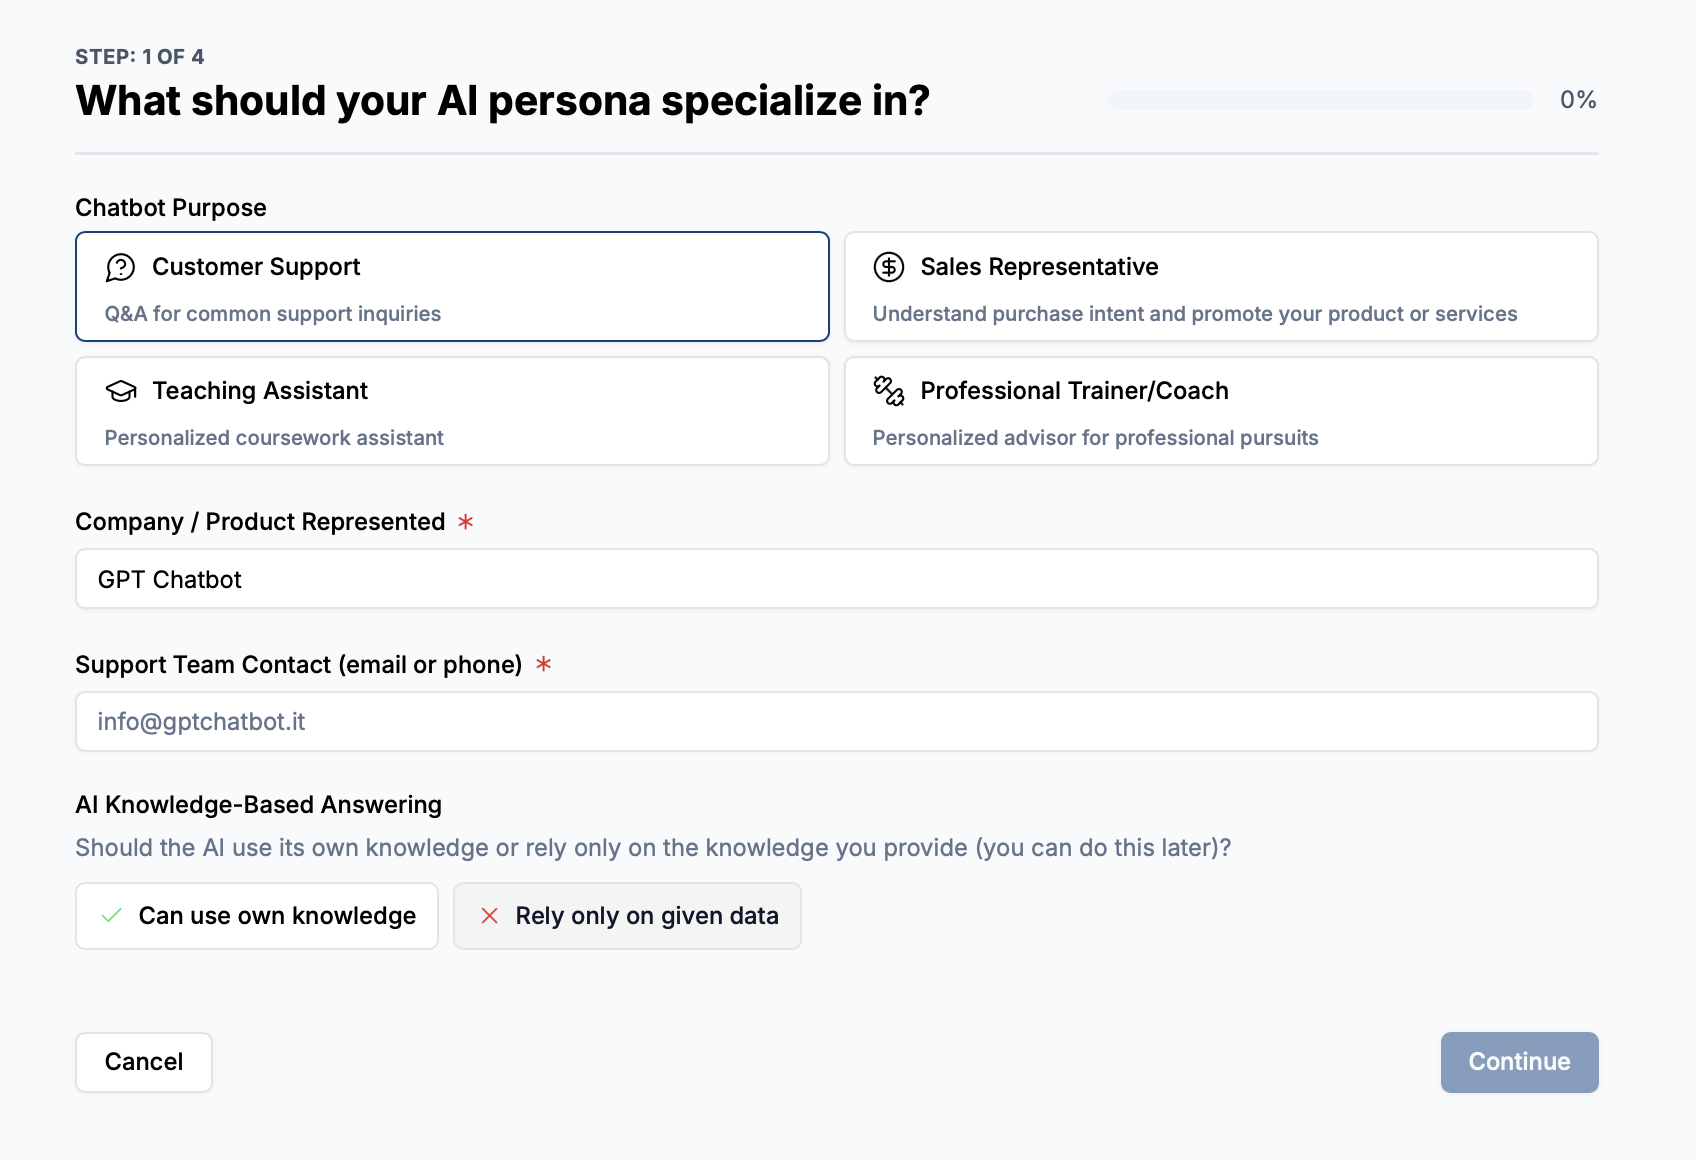 STEP: 1 OF 4
What should your AI persona specialize in?
0%
Chatbot Purpose
Customer Support
Q&A for common support inquiries
Sales Representative
Understand purchase intent and promote your product or services
Teaching Assistant
Personalized coursework assistant
Professional Trainer/Coach
Personalized advisor for professional pursuits
Company / Product Represented *
GPT Chatbot
Support Team Contact (email or phone) *
info@gptchatbot.it
AI Knowledge-Based Answering
Should the AI use its own knowledge or rely only on the knowledge you provide (you can do this later)?
Can use own knowledge
Rely only on given data
Cancel
Continue